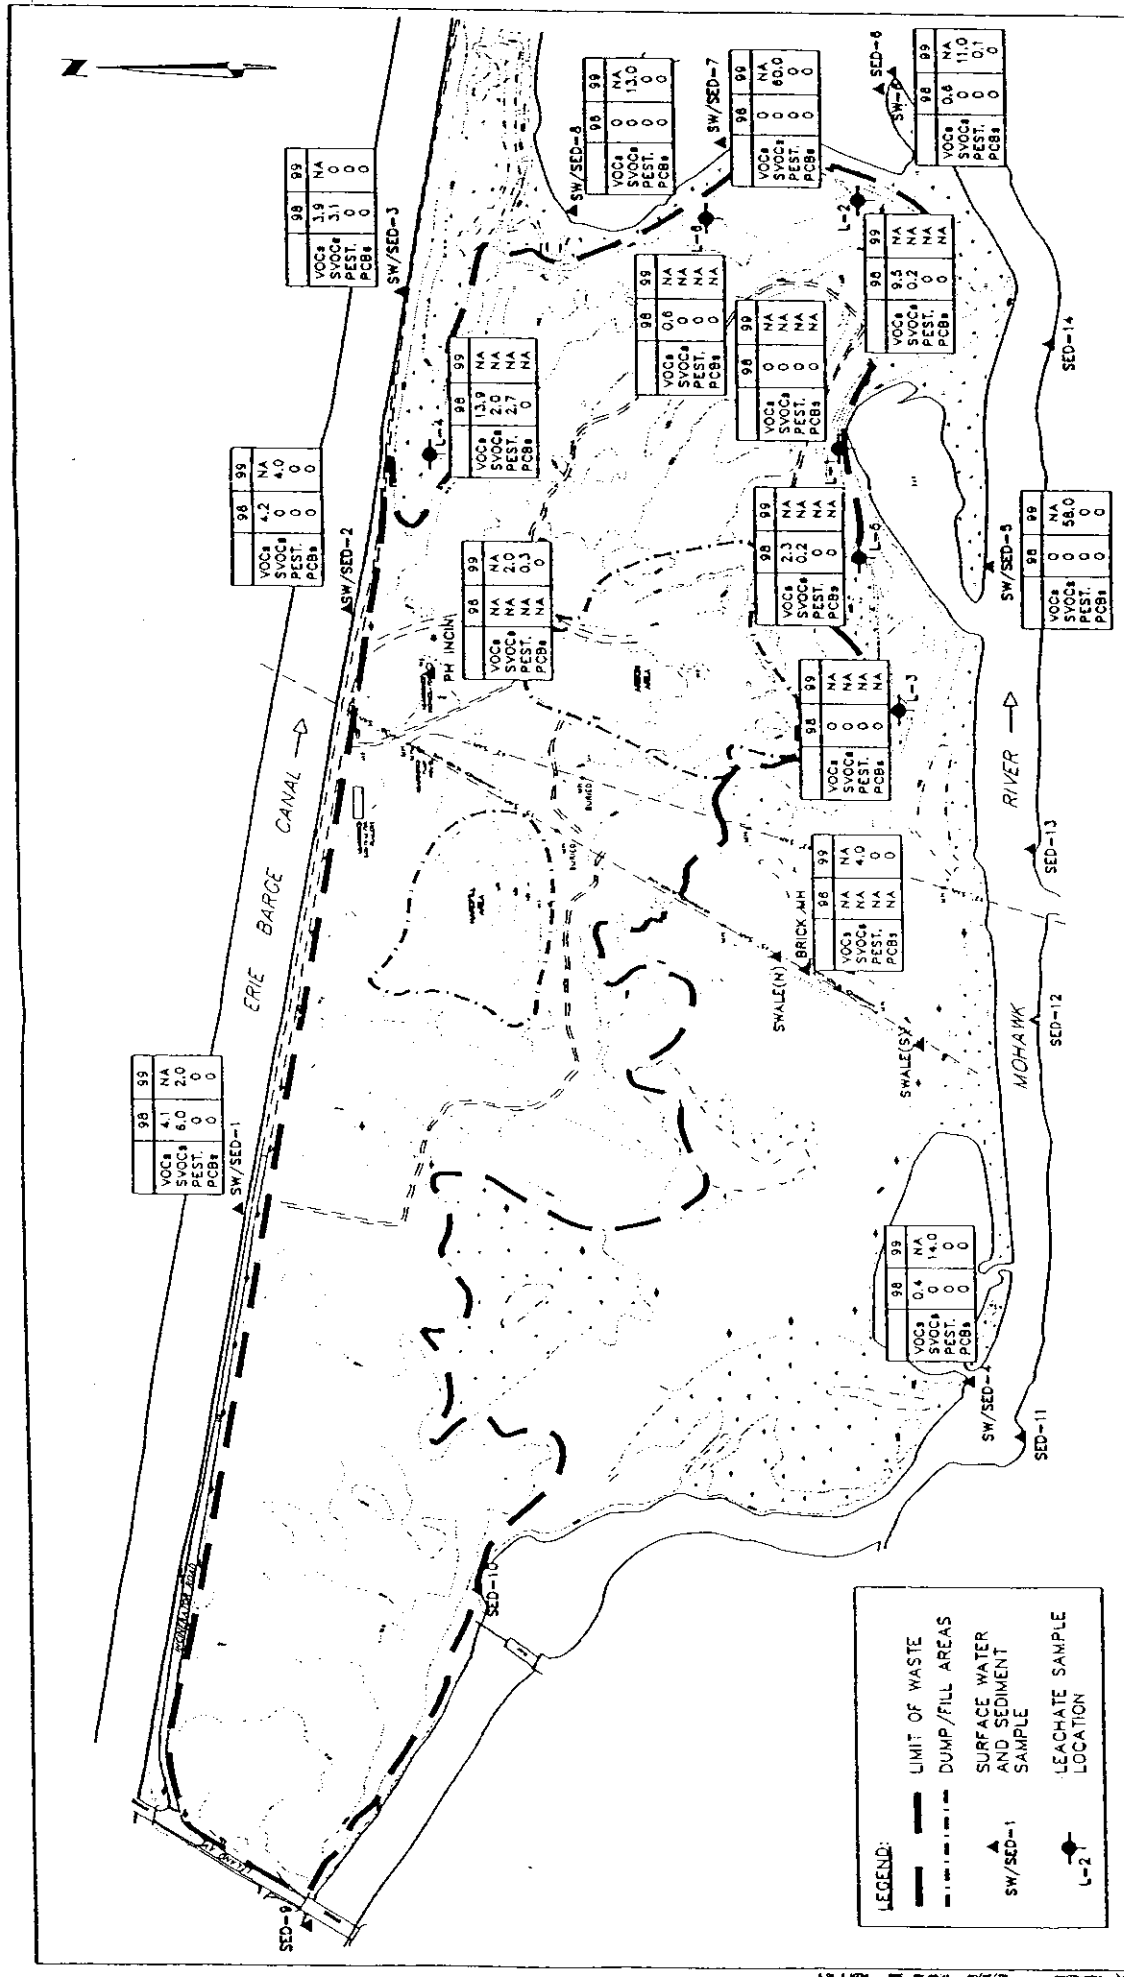 N
ERIE BARGE CANAL
SW/SED-1
98 99
VOCs 4.1 NA
SVOCs 6.0 2.0
PEST. 0 0
PCBs 0 0
SW/SED-2
98 99
VOCs 4.2 NA
SVOCs 0 4.0
PEST. 0 0
PCBs 0 0
SW/SED-3
98 99
VOCs 3.9 NA
SVOCs 3.1 0
PEST. 0 0
PCBs 0 0
L-4
98 99
VOCs 13.9 NA
SVOCs 2.0 NA
PEST. 2.7 NA
PCBs 0 NA
PH INCIN
98 99
VOCs NA NA
SVOCs NA 2.0
PEST. NA 0.3
PCBs NA 0
SW/SED-8
98 99
VOCs 0 NA
SVOCs 0 13.0
PEST. 0 0
PCBs 0 0
SW/SED-7
98 99
VOCs 0 NA
SVOCs 0 60.0
PEST. 0 0
PCBs 0 0
SED-6
98 99
VOCs 0.6 NA
SVOCs 0 11.0
PEST. 0 0.1
PCBs 0 0
L-6
98 99
VOCs 0.6 NA
SVOCs 0 NA
PEST. 0 NA
PCBs 0 NA
98 99
VOCs 0 NA
SVOCs 0 NA
PEST. 0 NA
PCBs 0 NA
L-2
98 99
VOCs 9.5 NA
SVOCs 0.2 NA
PEST. 0 NA
PCBs 0 NA
L-5
98 99
VOCs 2.3 NA
SVOCs 0.2 NA
PEST. 0 NA
PCBs 0 NA
L-3
98 99
VOCs 0 NA
SVOCs 0 NA
PEST. 0 NA
PCBs 0 NA
BURIED
BURIED
SWALE(N)
BRICK MH
98 99
VOCs NA NA
SVOCs NA 4.0
PEST. NA 0
PCBs NA 0
SWALE(S)
SW/SED-4
98 99
VOCs 0.4 NA
SVOCs 0 14.0
PEST. 0 0
PCBs 0 0
SW/SED-5
98 99
VOCs 0 NA
SVOCs 0 58.0
PEST. 0 0
PCBs 0 0
MOHAWK RIVER
SED-9
SED-10
SED-11
SED-12
SED-13
SED-14
LEGEND:
LIMIT OF WASTE
DUMP/FILL AREAS
SW/SED-1 SURFACE WATER
AND SEDIMENT
SAMPLE
L-2 LEACHATE SAMPLE
LOCATION